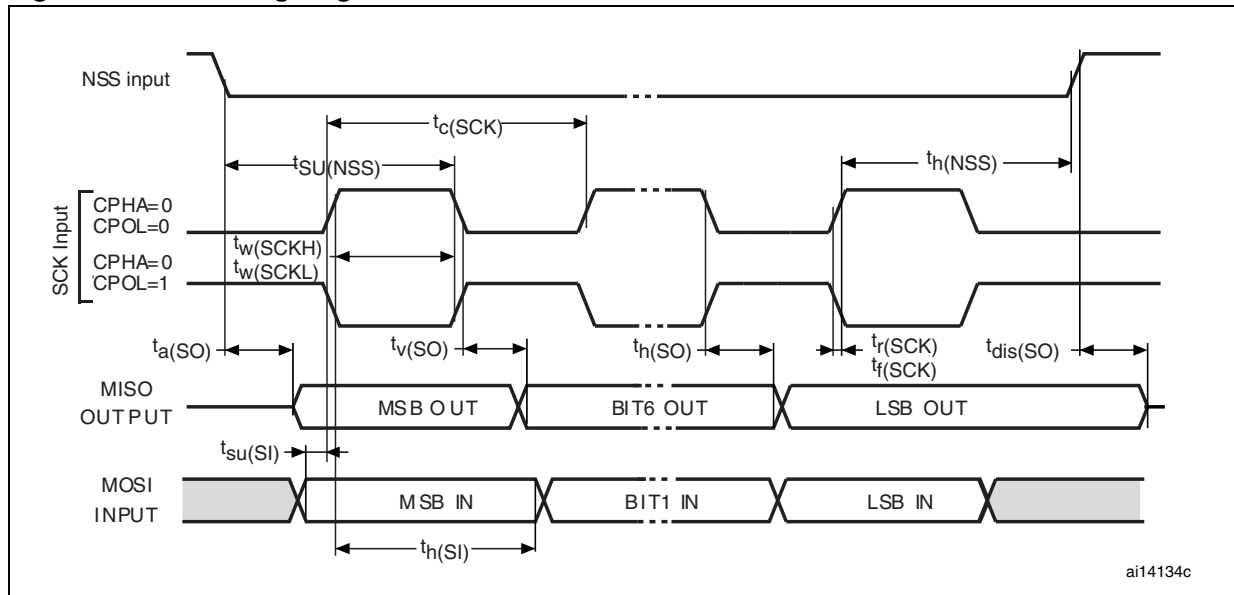 NSS input
tc(SCK)
tSU(NSS)
th(NSS)
SCK Input
CPHA=0
CPOL=0
tw(SCKH)
CPHA=0
tw(SCKL)
CPOL=1
ta(SO)
tv(SO)
th(SO)
tr(SCK)
tf(SCK)
tdis(SO)
MISO
OUTPUT
MSB OUT
BIT6 OUT
LSB OUT
tsu(SI)
MOSI
INPUT
MSB IN
BIT1 IN
LSB IN
th(SI)
ai14134c